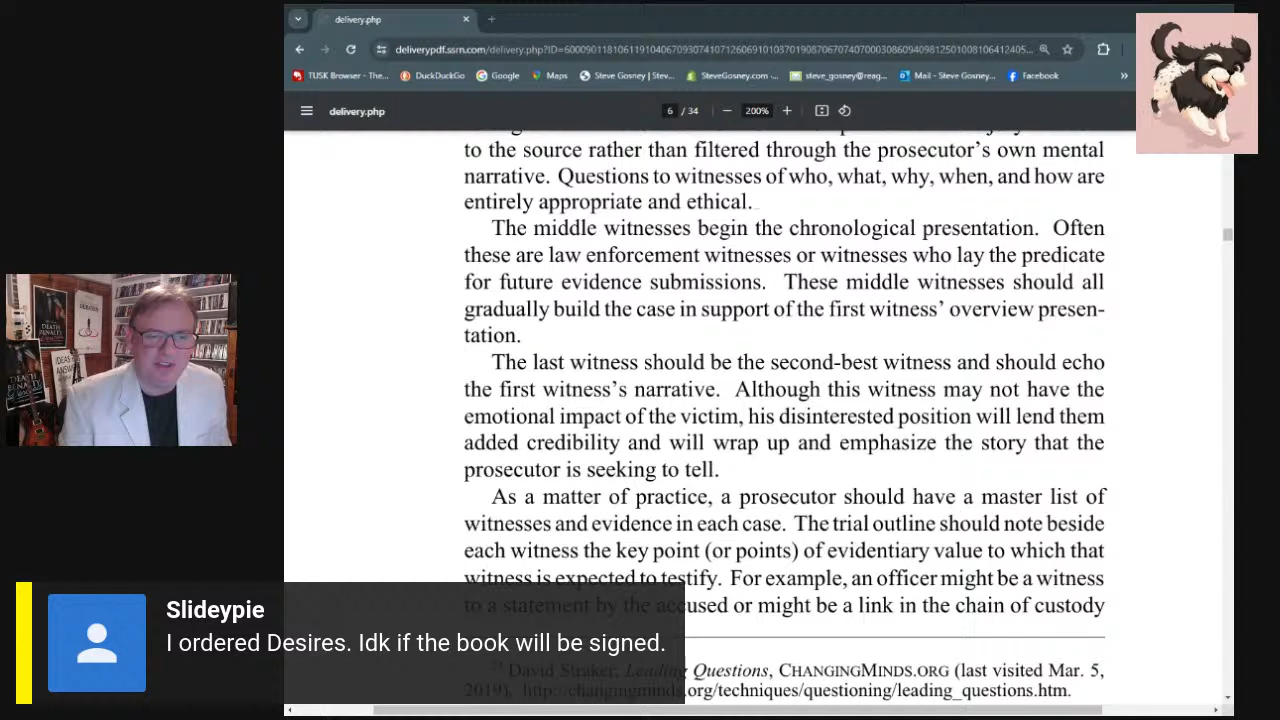 delivery.php
deliverypdf.ssrn.com/delivery.php?ID=600090118106119104067093074107126069101037019087067074070003086094098125010081064124 05...
TUSK Browser - The...
DuckDuckGo
Google
Maps
Steve Gosney | Stev...
SteveGosney.com -...
steve_gosney@reag...
Mail - Steve Gosney...
Facebook
»
delivery.php
6 / 34
200%
to the source rather than filtered through the prosecutor's own mental
narrative. Questions to witnesses of who, what, why, when, and how are
entirely appropriate and ethical.
The middle witnesses begin the chronological presentation. Often
these are law enforcement witnesses or witnesses who lay the predicate
for future evidence submissions. These middle witnesses should all
gradually build the case in support of the first witness' overview presen-
tation.
The last witness should be the second-best witness and should echo
the first witness's narrative. Although this witness may not have the
emotional impact of the victim, his disinterested position will lend them
added credibility and will wrap up and emphasize the story that the
prosecutor is seeking to tell.
As a matter of practice, a prosecutor should have a master list of
witnesses and evidence in each case. The trial outline should note beside
each witness the key point (or points) of evidentiary value to which that
witness is expected to testify. For example, an officer might be a witness
to a statement by the accused or might be a link in the chain of custody
David Straker, Leading Questions, CHANGINGMINDS.ORG (last visited Mar. 5,
2019), http://changingminds.org/techniques/questioning/leading_questions.htm.
DEATH
PENALTY
DEATH
PENALTY
IDEAS
Slideypie
I ordered Desires. Idk if the book will be signed.